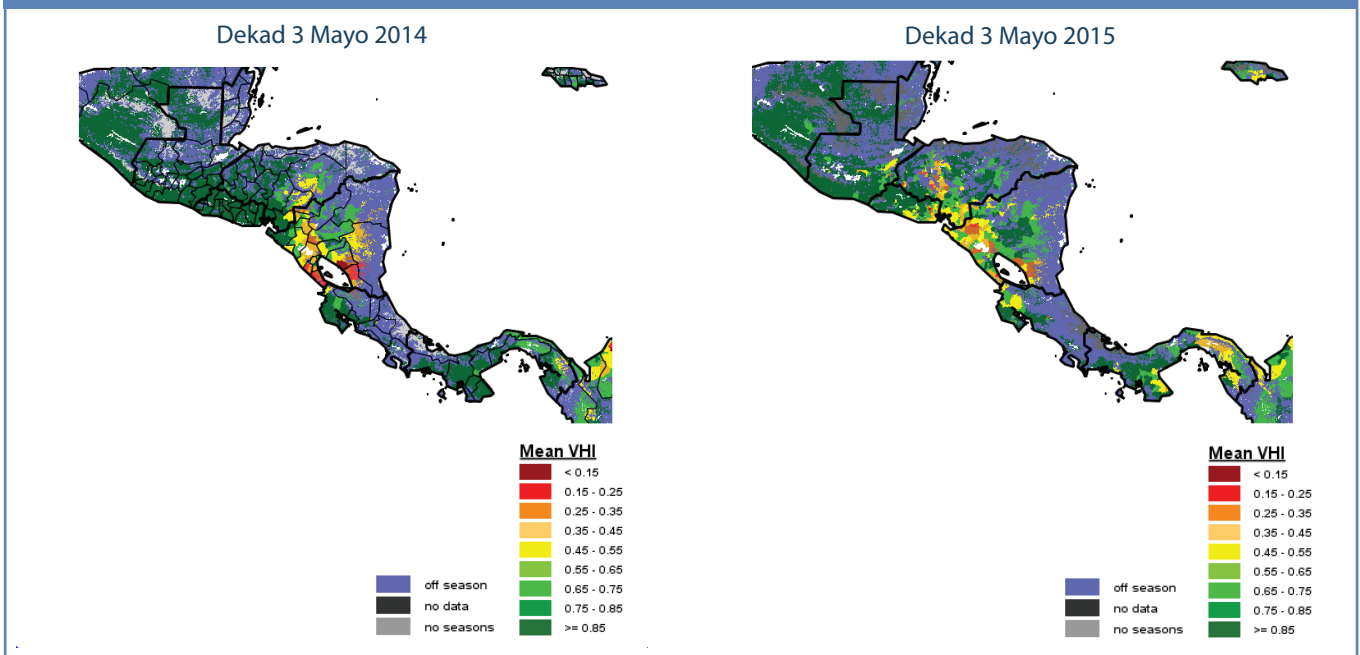 Dekad 3 Mayo 2014
Mean VHI
< 0.15
0.15 - 0.25
0.25 - 0.35
0.35 - 0.45
0.45 - 0.55
0.55 - 0.65
0.65 - 0.75
0.75 - 0.85
>= 0.85
off season
no data
no seasons
Dekad 3 Mayo 2015
Mean VHI
< 0.15
0.15 - 0.25
0.25 - 0.35
0.35 - 0.45
0.45 - 0.55
0.55 - 0.65
0.65 - 0.75
0.75 - 0.85
>= 0.85
off season
no data
no seasons